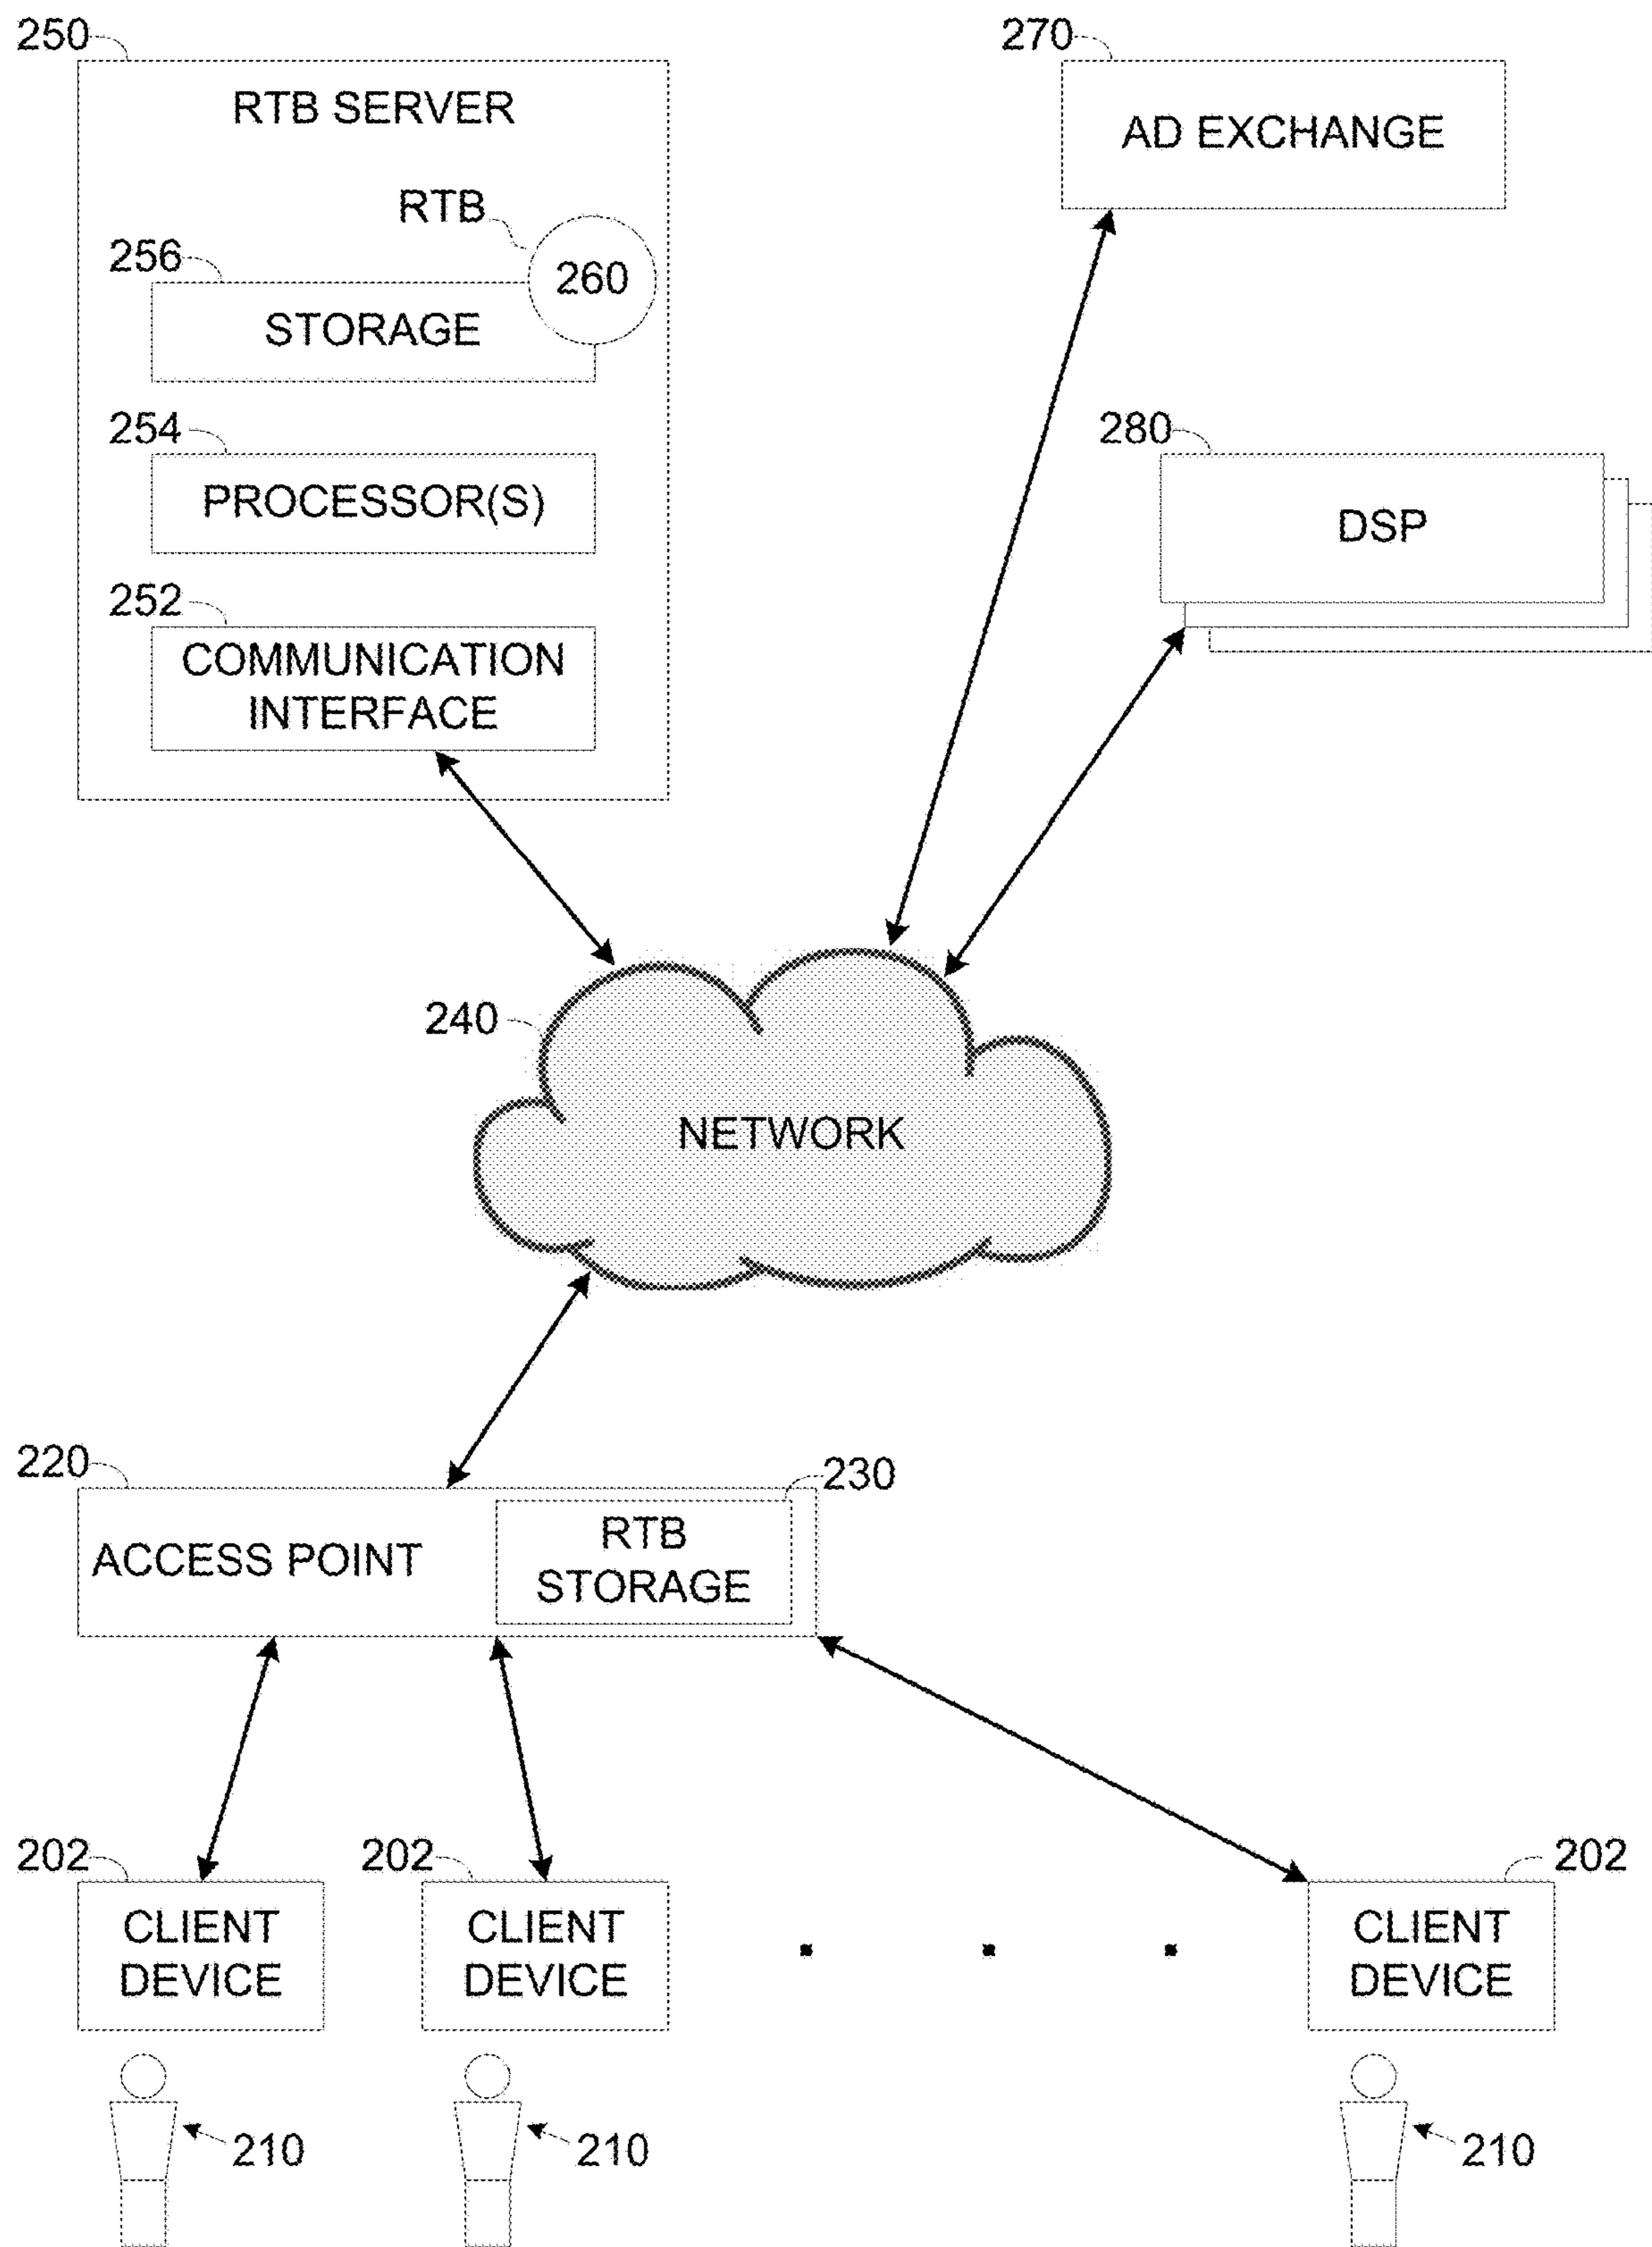 250
270
RTB SERVER
AD EXCHANGE
RTB
256
260
STORAGE
254
280
PROCESSOR(S)
DSP
252
COMMUNICATION
INTERFACE
240
NETWORK
220
230
ACCESS POINT
RTB
STORAGE
202
202
202
CLIENT
DEVICE
CLIENT
DEVICE
CLIENT
DEVICE
210
210
210